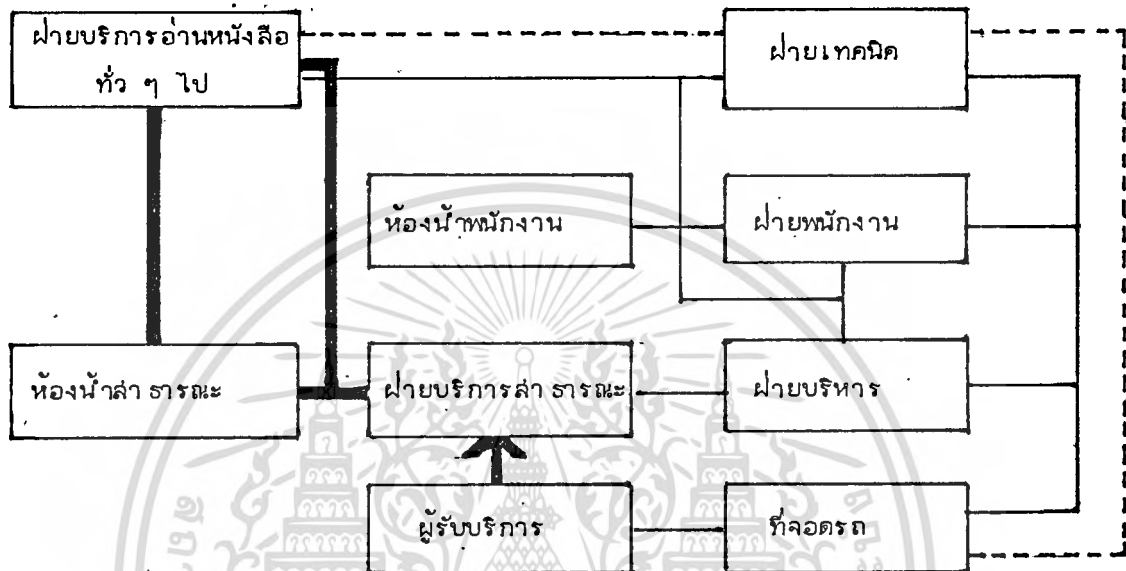 ฝ่ายบริการอ่านหนังสือ
ทั่ว ๆ ไป
ฝ่ายเทคนิค
ห้องน้ำพนักงาน
ฝ่ายพนักงาน
ห้องน้ำสาธารณะ
ฝ่ายบริการสาธารณะ
ฝ่ายบริหาร
ผู้รับบริการ
ที่จอดรถ